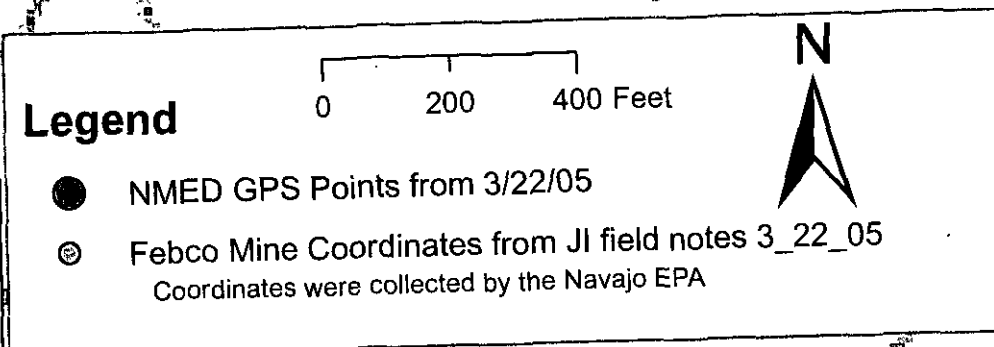 N
0 200 400 Feet
Legend
NMED GPS Points from 3/22/05
Febco Mine Coordinates from JI field notes 3_22_05
Coordinates were collected by the Navajo EPA